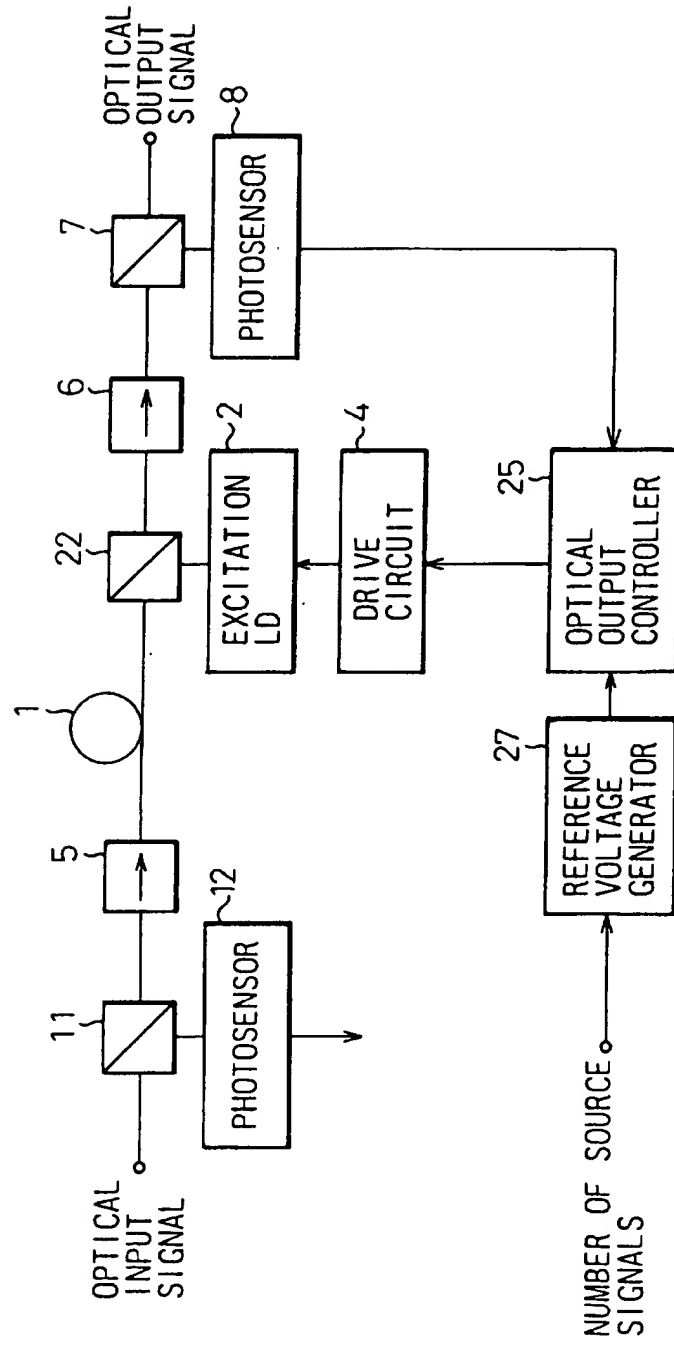 OPTICAL
INPUT
SIGNAL
11
PHOTOSENSOR
12
5
1
22
EXCITATION
LD
2
DRIVE
CIRCUIT
4
6
7
OPTICAL
OUTPUT
SIGNAL
PHOTOSENSOR
8
NUMBER OF SOURCE
SIGNALS
REFERENCE
VOLTAGE
GENERATOR
27
OPTICAL
OUTPUT
CONTROLLER
25